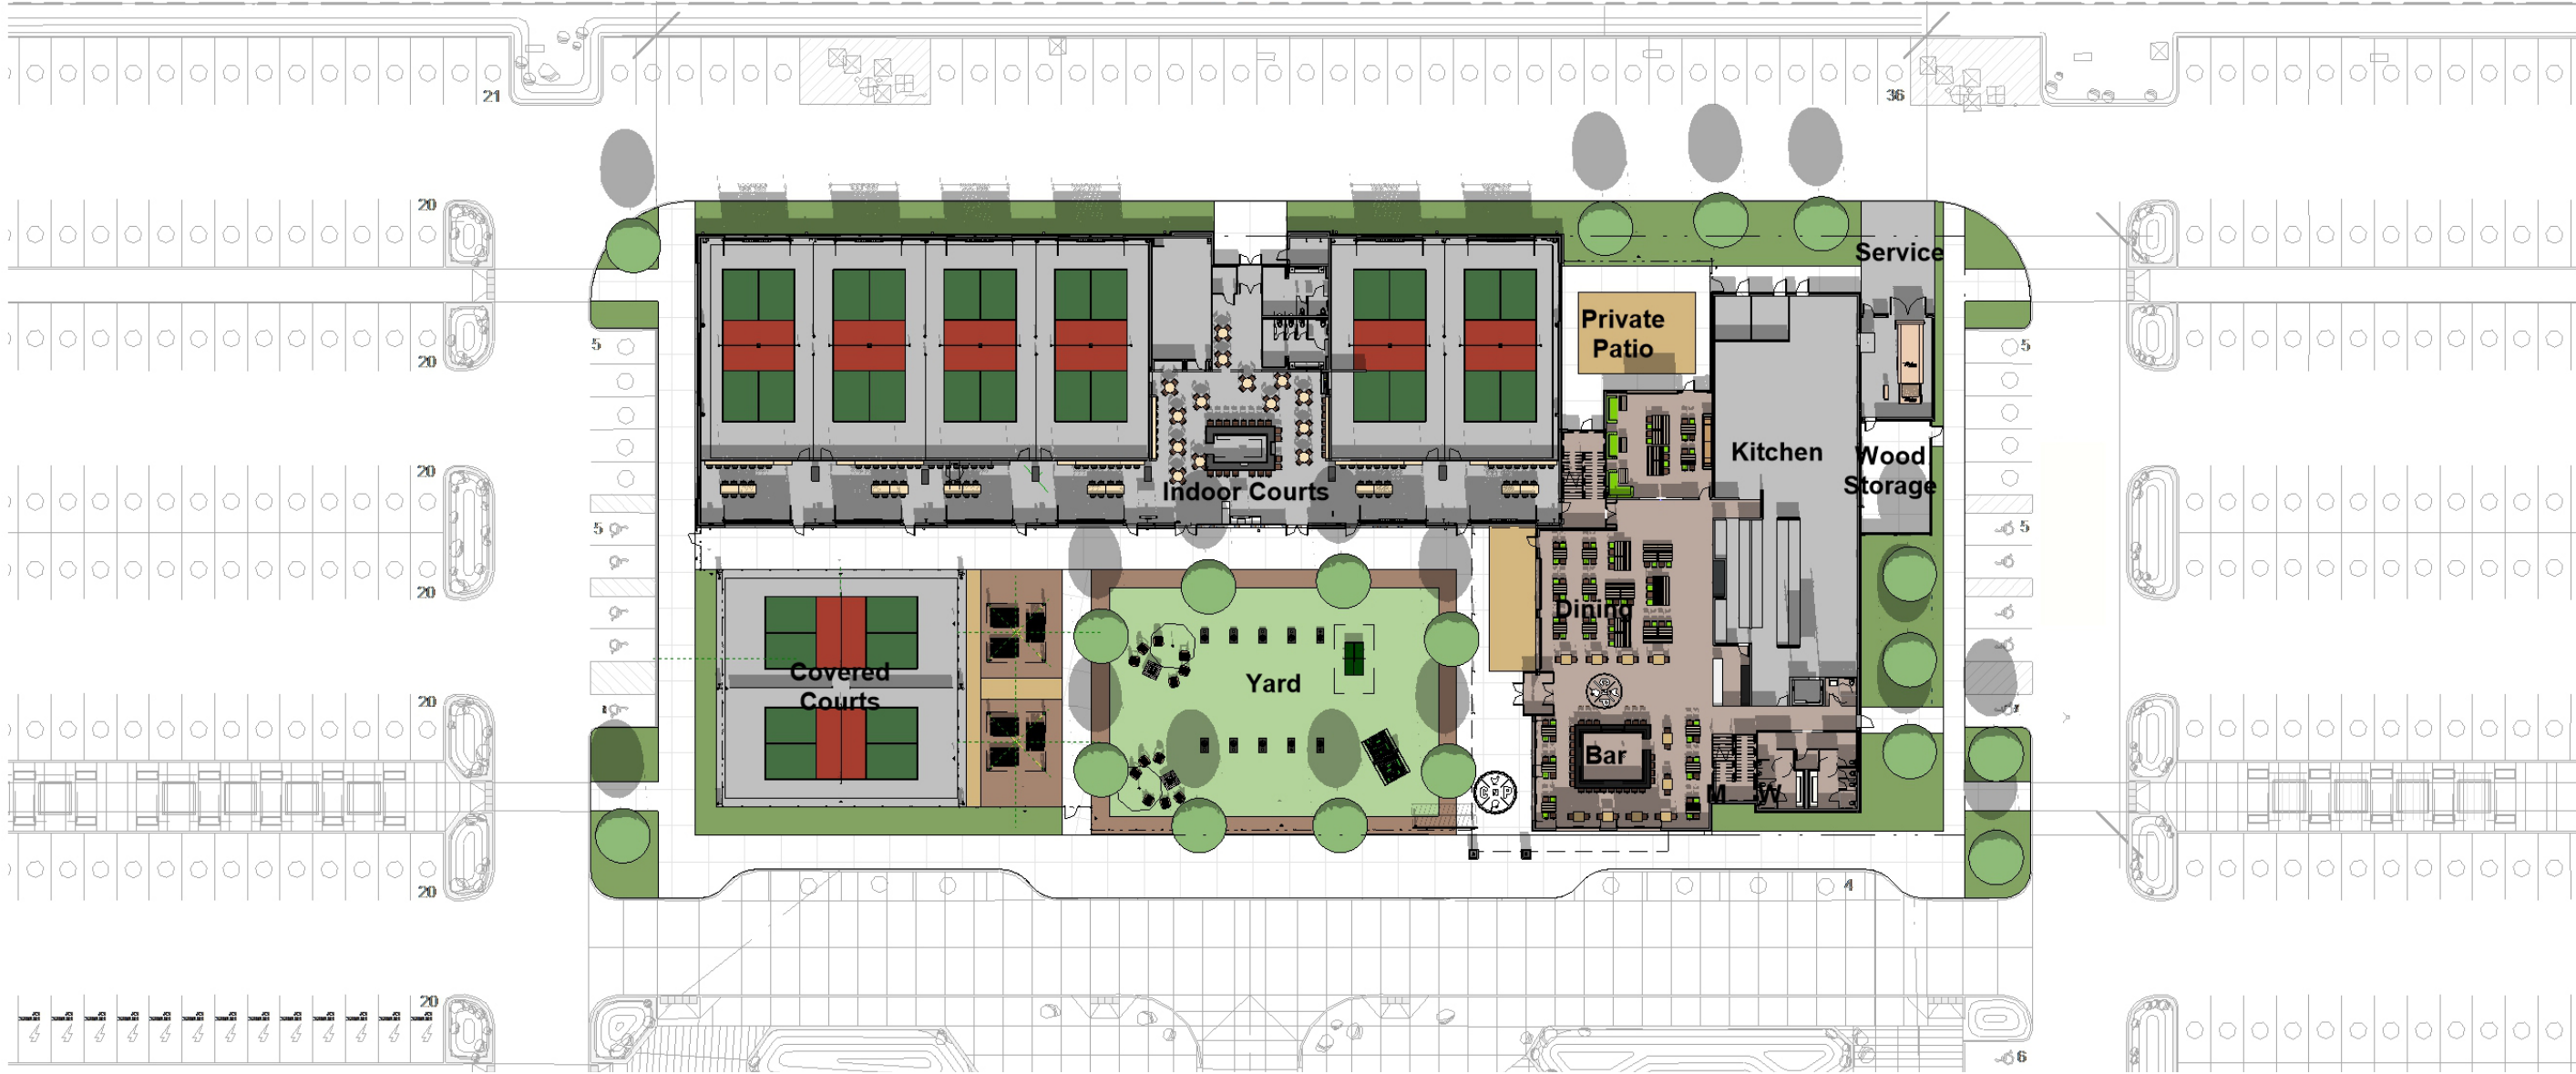 21
36
20
Service
20
5
Private
Patio
5
Kitchen
Wood
Storage
20
Indoor Courts
5
5
20
Dining
Covered
Courts
Yard
20
Bar
M
W
20
4
20
6